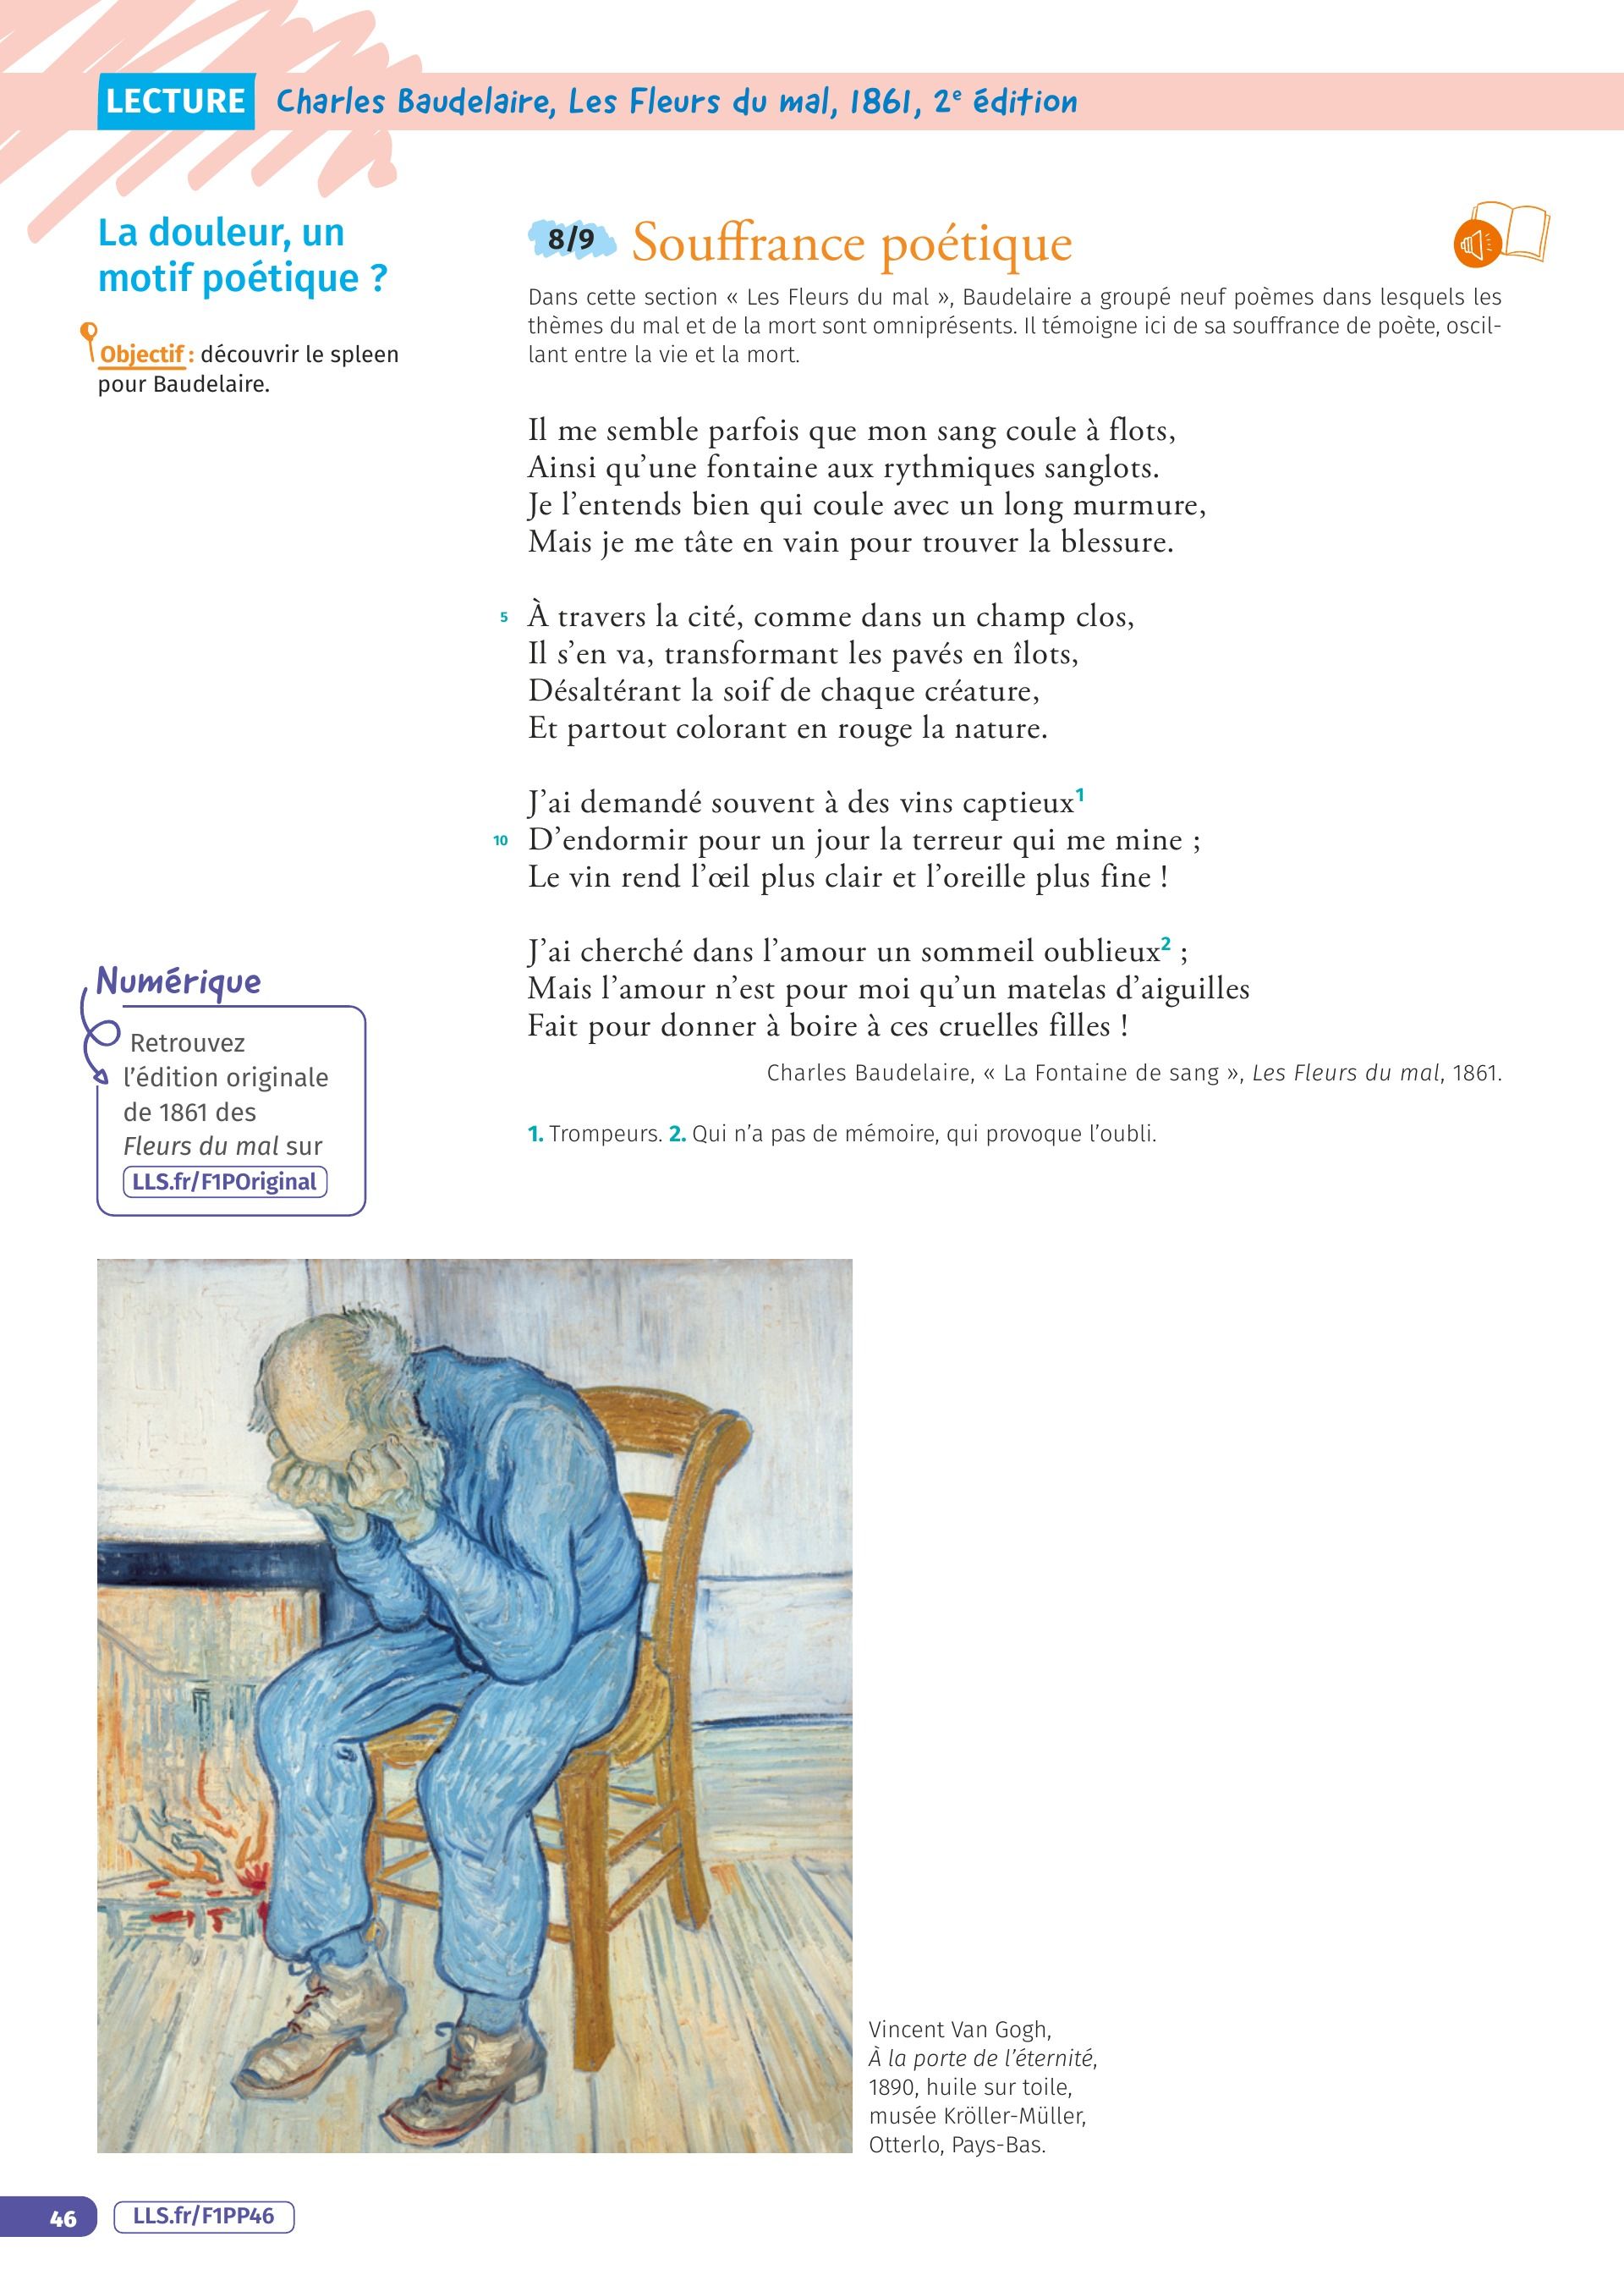 LECTURE Charles Baudelaire, Les Fleurs du mal, 1861, 2e édition
La douleur, un
motif poétique ?
Objectif : découvrir le spleen
pour Baudelaire.
8/9 Souffrance poétique
Dans cette section « Les Fleurs du mal », Baudelaire a groupé neuf poèmes dans lesquels les
thèmes du mal et de la mort sont omniprésents. Il témoigne ici de sa souffrance de poète, oscil-
lant entre la vie et la mort.
Il me semble parfois que mon sang coule à flots,
Ainsi qu’une fontaine aux rythmiques sanglots.
Je l’entends bien qui coule avec un long murmure,
Mais je me tâte en vain pour trouver la blessure.
5 À travers la cité, comme dans un champ clos,
Il s’en va, transformant les pavés en îlots,
Désaltérant la soif de chaque créature,
Et partout colorant en rouge la nature.
J’ai demandé souvent à des vins captieux1
10 D’endormir pour un jour la terreur qui me mine ;
Le vin rend l’œil plus clair et l’oreille plus fine !
J’ai cherché dans l’amour un sommeil oublieux2 ;
Mais l’amour n’est pour moi qu’un matelas d’aiguilles
Fait pour donner à boire à ces cruelles filles !
Charles Baudelaire, « La Fontaine de sang », Les Fleurs du mal, 1861.
1. Trompeurs. 2. Qui n’a pas de mémoire, qui provoque l’oubli.
Numérique
Retrouvez
l’édition originale
de 1861 des
Fleurs du mal sur
LLS.fr/F1POriginal
Vincent Van Gogh,
À la porte de l’éternité,
1890, huile sur toile,
musée Kröller-Müller,
Otterlo, Pays-Bas.
46 LLS.fr/F1PP46